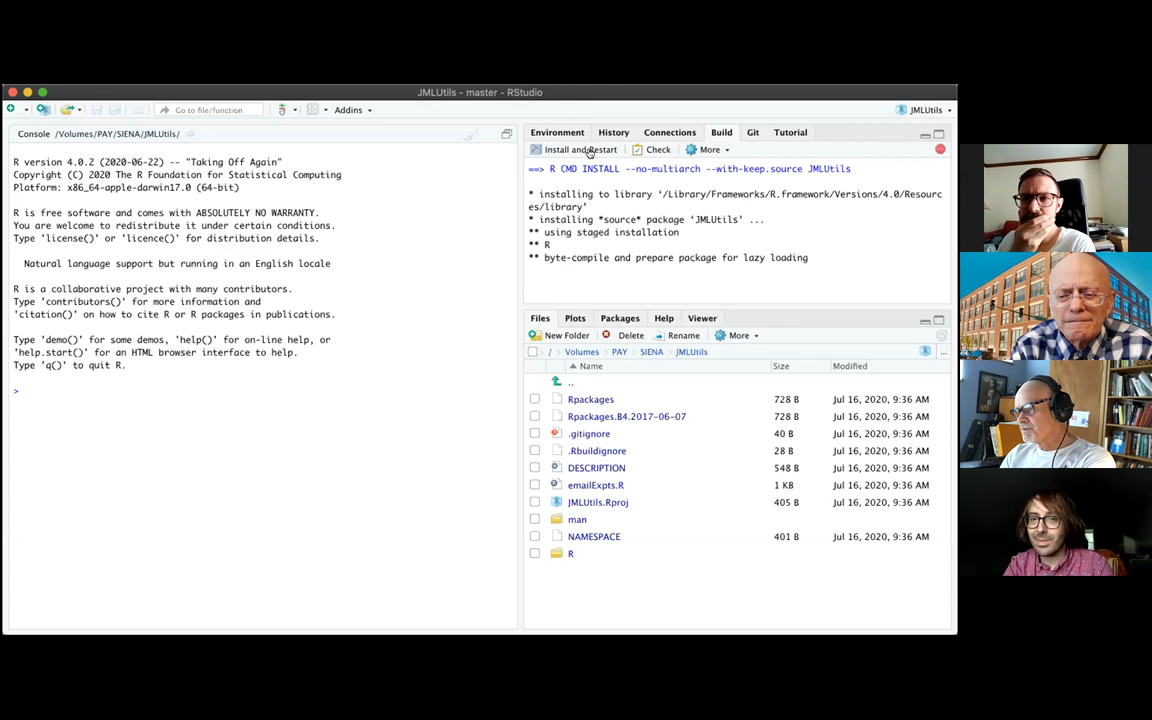 JMLUtils - master - RStudio
Go to file/function
Addins
JMLUtils
Console /Volumes/PAY/SIENA/JMLUtils/
R version 4.0.2 (2020-06-22) -- "Taking Off Again"
Copyright (C) 2020 The R Foundation for Statistical Computing
Platform: x86_64-apple-darwin17.0 (64-bit)
R is free software and comes with ABSOLUTELY NO WARRANTY.
You are welcome to redistribute it under certain conditions.
Type 'license()' or 'licence()' for distribution details.
Natural language support but running in an English locale
R is a collaborative project with many contributors.
Type 'contributors()' for more information and
'citation()' on how to cite R or R packages in publications.
Type 'demo()' for some demos, 'help()' for on-line help, or
'help.start()' for an HTML browser interface to help.
Type 'q()' to quit R.
>
Environment History Connections Build Git Tutorial
Install and Restart Check More
==> R CMD INSTALL --no-multiarch --with-keep.source JMLUtils
* installing to library ‘/Library/Frameworks/R.framework/Versions/4.0/Resourc
es/library’
* installing *source* package ‘JMLUtils’ ...
** using staged installation
** R
** byte-compile and prepare package for lazy loading
Files Plots Packages Help Viewer
New Folder Delete Rename More
/ Volumes PAY SIENA JMLUtils ...
Name Size Modified
..
Rpackages 728 B Jul 16, 2020, 9:36 AM
Rpackages.B4.2017-06-07 728 B Jul 16, 2020, 9:36 AM
.gitignore 40 B Jul 16, 2020, 9:36 AM
.Rbuildignore 28 B Jul 16, 2020, 9:36 AM
DESCRIPTION 548 B Jul 16, 2020, 9:36 AM
emailExpts.R 1 KB Jul 16, 2020, 9:36 AM
JMLUtils.Rproj 405 B Jul 16, 2020, 9:36 AM
man
NAMESPACE 401 B Jul 16, 2020, 9:36 AM
R